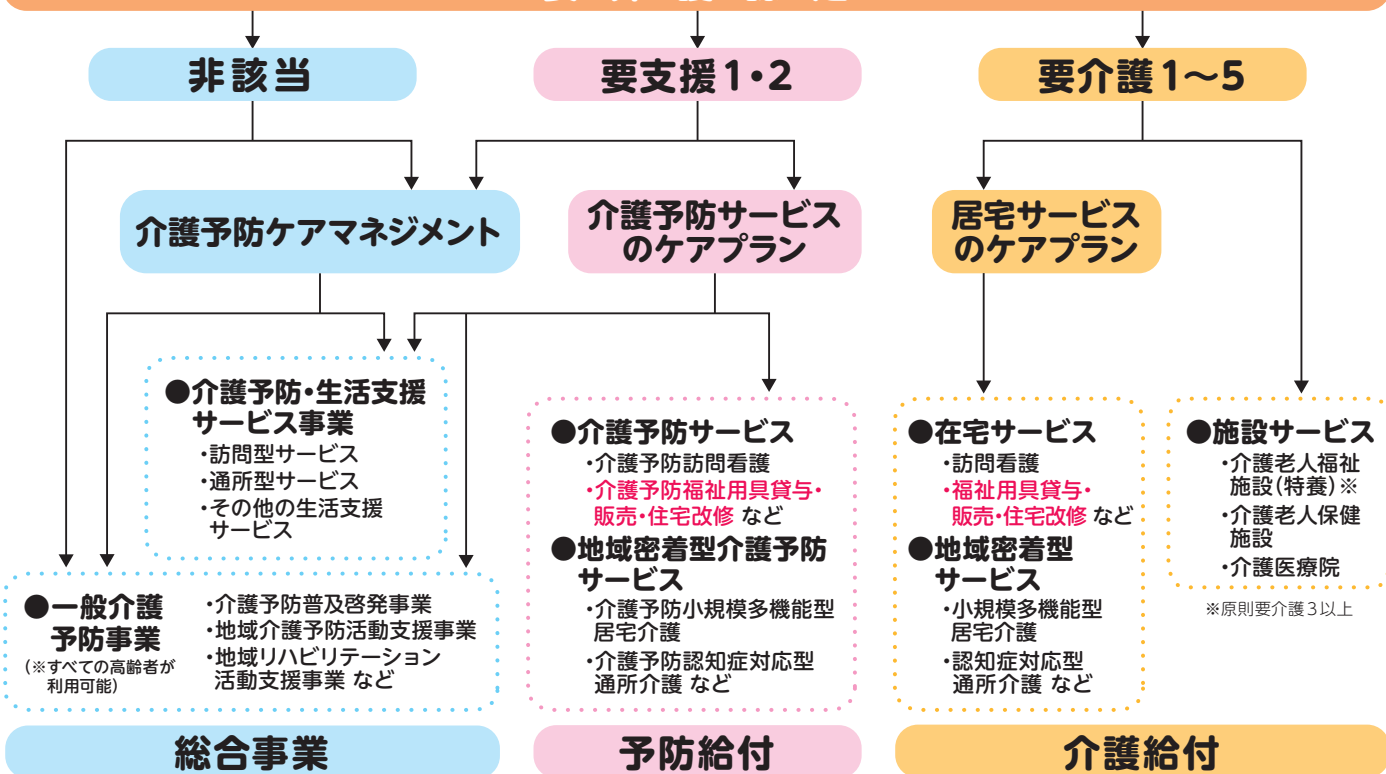 非該当
要支援1・2
要介護1〜5
介護予防ケアマネジメント
介護予防サービス
のケアプラン
居宅サービス
のケアプラン
●介護予防・生活支援
サービス事業
・訪問型サービス
・通所型サービス
・その他の生活支援
サービス
●一般介護
予防事業
(※すべての高齢者が
利用可能)
・介護予防普及啓発事業
・地域介護予防活動支援事業
・地域リハビリテーション
活動支援事業 など
●介護予防サービス
・介護予防訪問看護
・介護予防福祉用具貸与・
販売・住宅改修 など
●地域密着型介護予防
サービス
・介護予防小規模多機能型
居宅介護
・介護予防認知症対応型
通所介護 など
●在宅サービス
・訪問看護
・福祉用具貸与・
販売・住宅改修 など
●地域密着型
サービス
・小規模多機能型
居宅介護
・認知症対応型
通所介護 など
●施設サービス
・介護老人福祉
施設(特養)※
・介護老人保健
施設
・介護医療院
※原則要介護3以上
総合事業
予防給付
介護給付